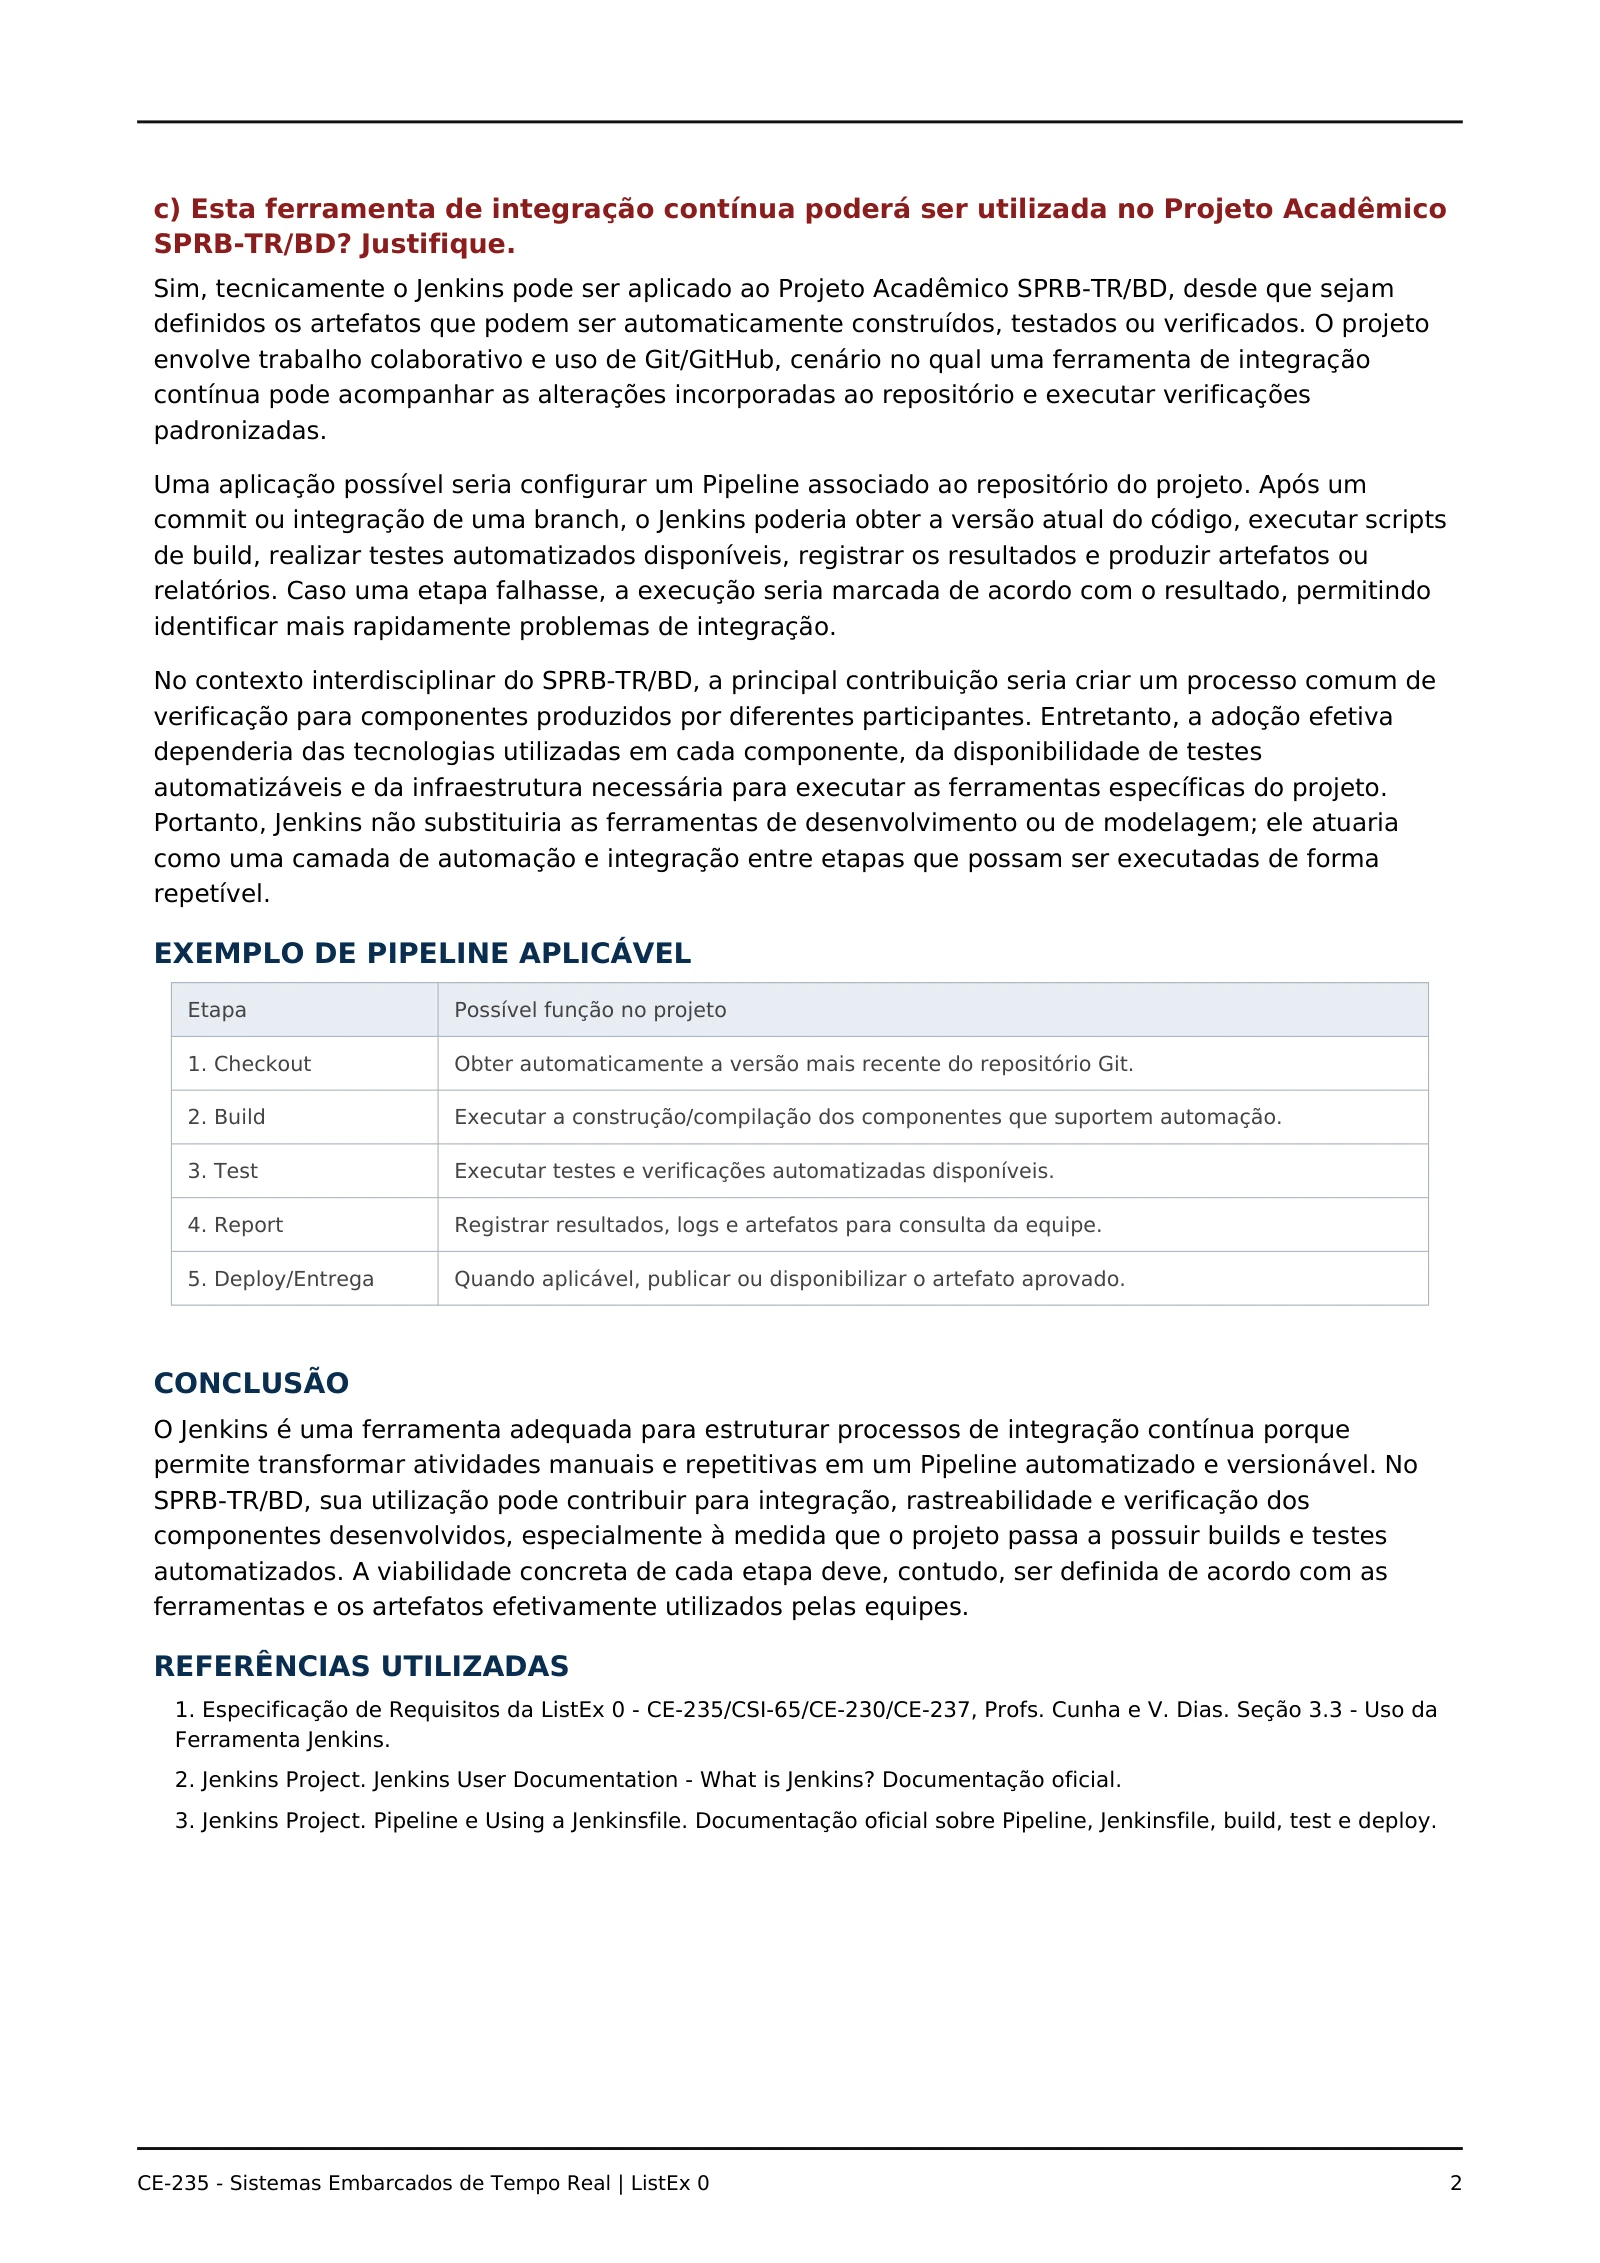 c) Esta ferramenta de integração contínua poderá ser utilizada no Projeto Acadêmico
SPRB-TR/BD? Justifique.
Sim, tecnicamente o Jenkins pode ser aplicado ao Projeto Acadêmico SPRB-TR/BD, desde que sejam
definidos os artefatos que podem ser automaticamente construídos, testados ou verificados. O projeto
envolve trabalho colaborativo e uso de Git/GitHub, cenário no qual uma ferramenta de integração
contínua pode acompanhar as alterações incorporadas ao repositório e executar verificações
padronizadas.
Uma aplicação possível seria configurar um Pipeline associado ao repositório do projeto. Após um
commit ou integração de uma branch, o Jenkins poderia obter a versão atual do código, executar scripts
de build, realizar testes automatizados disponíveis, registrar os resultados e produzir artefatos ou
relatórios. Caso uma etapa falhasse, a execução seria marcada de acordo com o resultado, permitindo
identificar mais rapidamente problemas de integração.
No contexto interdisciplinar do SPRB-TR/BD, a principal contribuição seria criar um processo comum de
verificação para componentes produzidos por diferentes participantes. Entretanto, a adoção efetiva
dependeria das tecnologias utilizadas em cada componente, da disponibilidade de testes
automatizáveis e da infraestrutura necessária para executar as ferramentas específicas do projeto.
Portanto, Jenkins não substituiria as ferramentas de desenvolvimento ou de modelagem; ele atuaria
como uma camada de automação e integração entre etapas que possam ser executadas de forma
repetível.
EXEMPLO DE PIPELINE APLICÁVEL
Etapa Possível função no projeto
1. Checkout Obter automaticamente a versão mais recente do repositório Git.
2. Build Executar a construção/compilação dos componentes que suportem automação.
3. Test Executar testes e verificações automatizadas disponíveis.
4. Report Registrar resultados, logs e artefatos para consulta da equipe.
5. Deploy/Entrega Quando aplicável, publicar ou disponibilizar o artefato aprovado.
CONCLUSÃO
O Jenkins é uma ferramenta adequada para estruturar processos de integração contínua porque
permite transformar atividades manuais e repetitivas em um Pipeline automatizado e versionável. No
SPRB-TR/BD, sua utilização pode contribuir para integração, rastreabilidade e verificação dos
componentes desenvolvidos, especialmente à medida que o projeto passa a possuir builds e testes
automatizados. A viabilidade concreta de cada etapa deve, contudo, ser definida de acordo com as
ferramentas e os artefatos efetivamente utilizados pelas equipes.
REFERÊNCIAS UTILIZADAS
1. Especificação de Requisitos da ListEx 0 - CE-235/CSI-65/CE-230/CE-237, Profs. Cunha e V. Dias. Seção 3.3 - Uso da
Ferramenta Jenkins.
2. Jenkins Project. Jenkins User Documentation - What is Jenkins? Documentação oficial.
3. Jenkins Project. Pipeline e Using a Jenkinsfile. Documentação oficial sobre Pipeline, Jenkinsfile, build, test e deploy.
CE-235 - Sistemas Embarcados de Tempo Real | ListEx 0 2